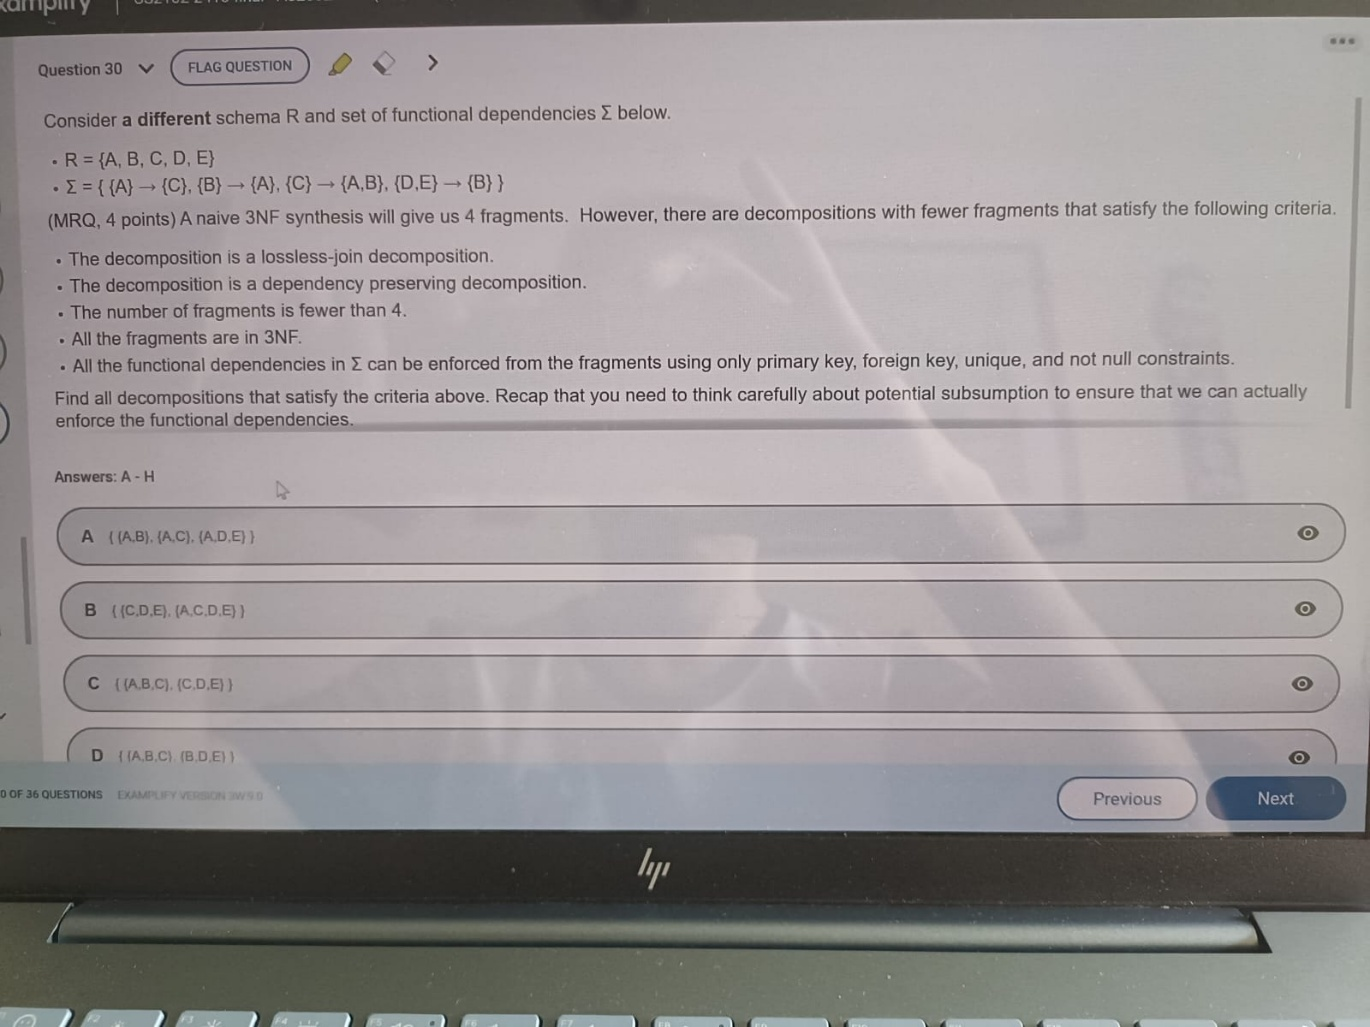 Question 30
FLAG QUESTION
Consider a different schema R and set of functional dependencies Σ below.
• R = {A, B, C, D, E}
• Σ = { {A} → {C}, {B} → {A}, {C} → {A,B}, {D,E} → {B} }
(MRQ, 4 points) A naive 3NF synthesis will give us 4 fragments. However, there are decompositions with fewer fragments that satisfy the following criteria.
• The decomposition is a lossless-join decomposition.
• The decomposition is a dependency preserving decomposition.
• The number of fragments is fewer than 4.
• All the fragments are in 3NF.
• All the functional dependencies in Σ can be enforced from the fragments using only primary key, foreign key, unique, and not null constraints.
Find all decompositions that satisfy the criteria above. Recap that you need to think carefully about potential subsumption to ensure that we can actually
enforce the functional dependencies.
Answers: A - H
A { {A,B}, {A,C}, {A,D,E} }
B { {C,D,E}, {A,C,D,E} }
C { {A,B,C}, {C,D,E} }
D { {A,B,C}, {B,D,E} }
0 OF 36 QUESTIONS
EXAMPLIFY VERSION
Previous
Next
hp